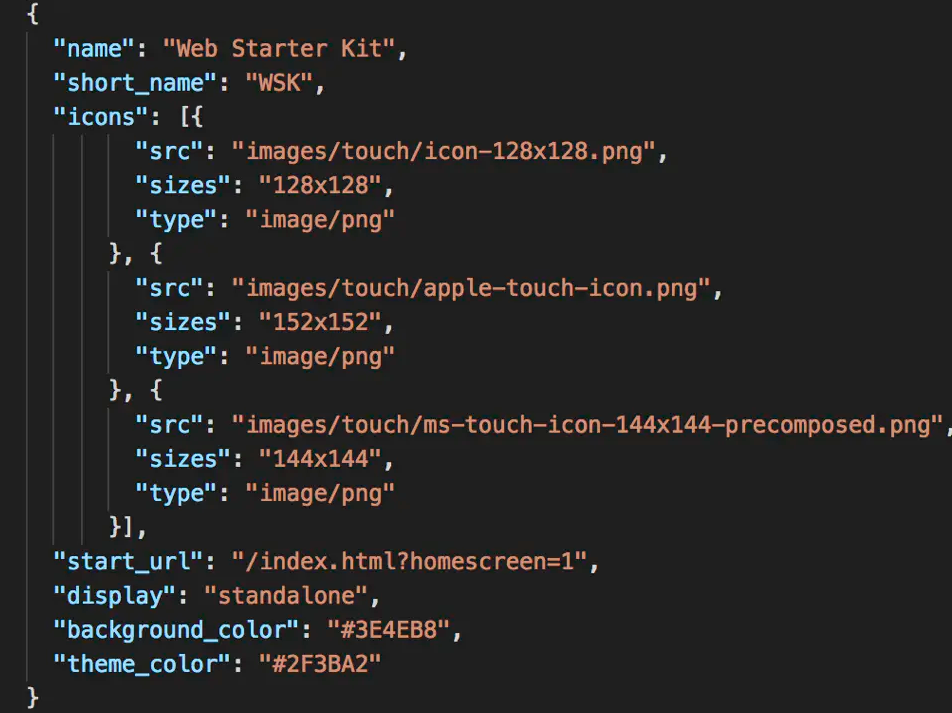 {
  "name": "Web Starter Kit",
  "short_name": "WSK",
  "icons": [{
        "src": "images/touch/icon-128x128.png",
        "sizes": "128x128",
        "type": "image/png"
      }, {
        "src": "images/touch/apple-touch-icon.png",
        "sizes": "152x152",
        "type": "image/png"
      }, {
        "src": "images/touch/ms-touch-icon-144x144-precomposed.png",
        "sizes": "144x144",
        "type": "image/png"
      }],
  "start_url": "/index.html?homescreen=1",
  "display": "standalone",
  "background_color": "#3E4EB8",
  "theme_color": "#2F3BA2"
}